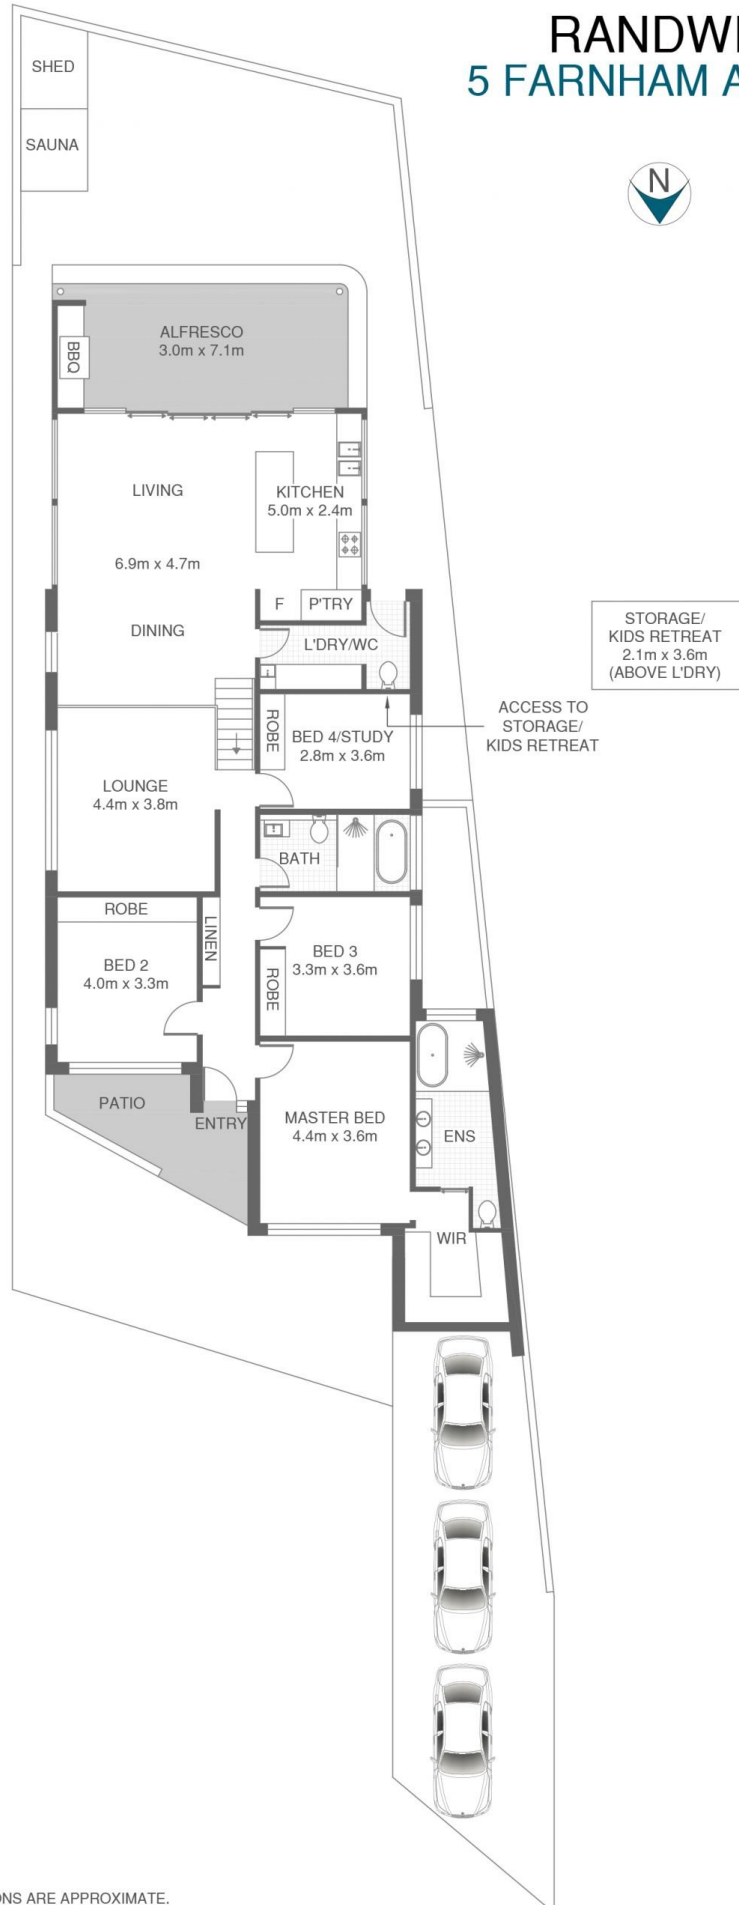 RANDWI
5 FARNHAM A
N
SHED
SAUNA
ALFRESCO
3.0m x 7.1m
BBQ
LIVING
KITCHEN
5.0m x 2.4m
6.9m x 4.7m
F
P'TRY
DINING
L'DRY/WC
STORAGE/
KIDS RETREAT
2.1m x 3.6m
(ABOVE L'DRY)
ACCESS TO
STORAGE/
KIDS RETREAT
ROBE
BED 4/STUDY
2.8m x 3.6m
LOUNGE
4.4m x 3.8m
BATH
ROBE
LINEN
BED 2
4.0m x 3.3m
BED 3
3.3m x 3.6m
ROBE
PATIO
ENTRY
MASTER BED
4.4m x 3.6m
ENS
WIR
ONS ARE APPROXIMATE.